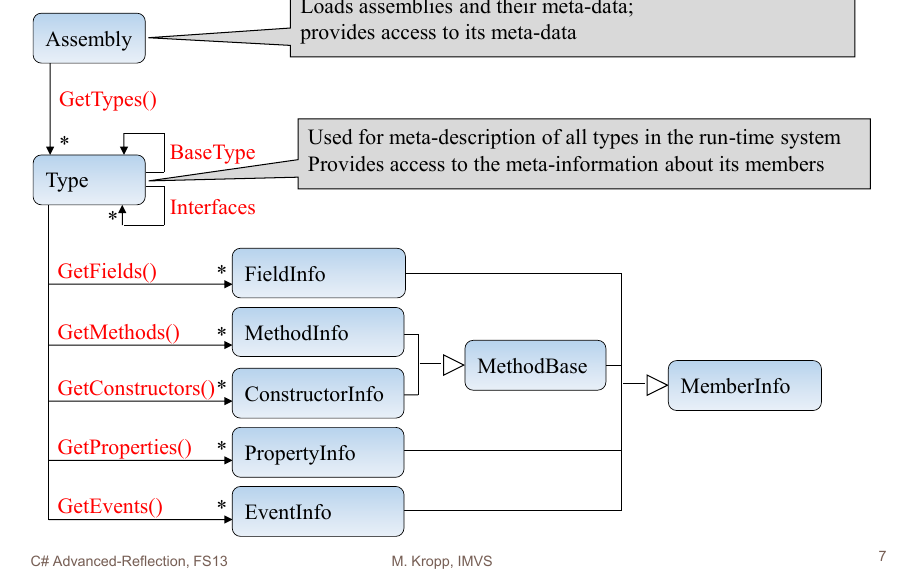 Loads assemblies and their meta-data;
provides access to its meta-data
Assembly
GetTypes()
*
Used for meta-description of all types in the run-time system
Provides access to the meta-information about its members
BaseType
Type
Interfaces
*
GetFields()
*
FieldInfo
GetMethods()
*
MethodInfo
MethodBase
MemberInfo
GetConstructors()
*
ConstructorInfo
GetProperties()
*
PropertyInfo
GetEvents()
*
EventInfo
C# Advanced-Reflection, FS13
M. Kropp, IMVS
7